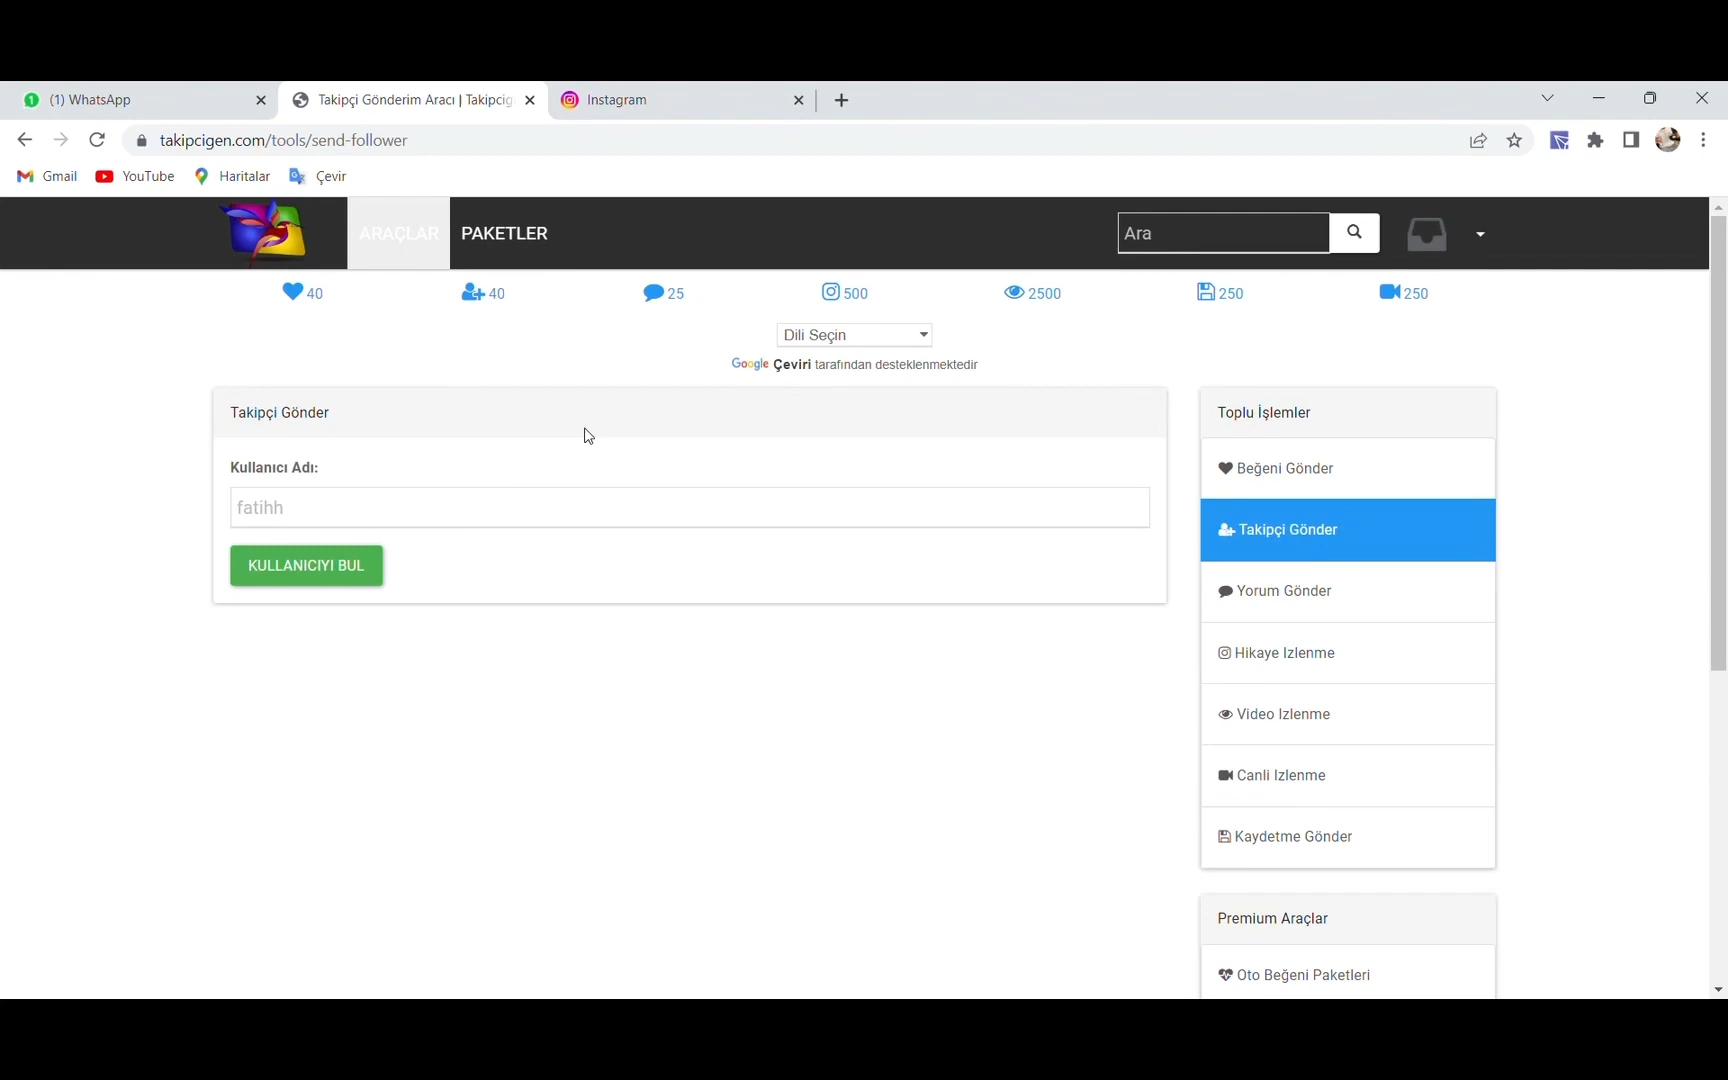 (1) WhatsApp
Takipçi Gönderim Aracı | Takipcig
Instagram
takipcigen.com/tools/send-follower
Gmail
YouTube
Haritalar
Çevir
ARAÇLAR
PAKETLER
Ara
40
40
25
500
2500
250
250
Dili Seçin
Google Çeviri tarafından desteklenmektedir
Takipçi Gönder
Kullanıcı Adı:
fatihh
KULLANICIYI BUL
Toplu İşlemler
Beğeni Gönder
Takipçi Gönder
Yorum Gönder
Hikaye Izlenme
Video Izlenme
Canli Izlenme
Kaydetme Gönder
Premium Araçlar
Oto Beğeni Paketleri